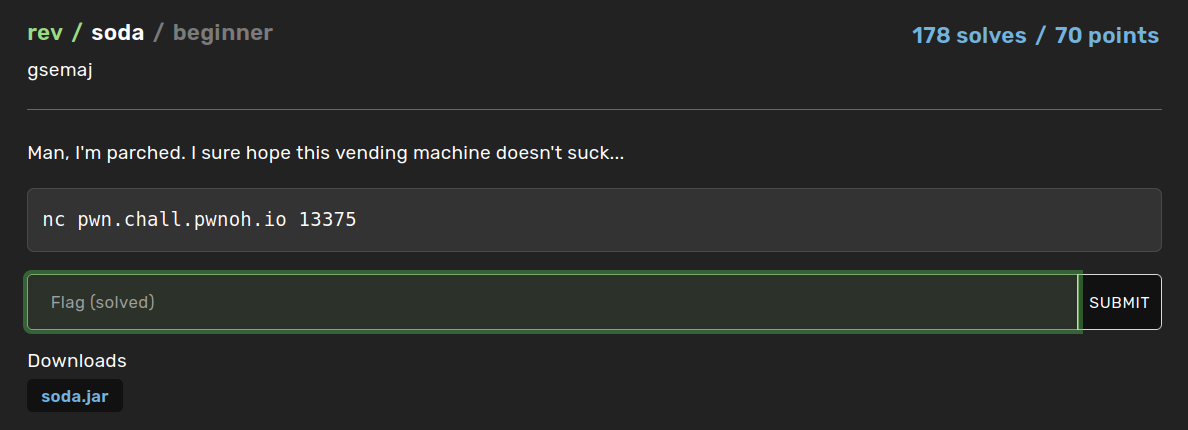 rev / soda / beginner
178 solves / 70 points
gsemaj
Man, I'm parched. I sure hope this vending machine doesn't suck...
nc pwn.chall.pwnoh.io 13375
Flag (solved)
SUBMIT
Downloads
soda.jar